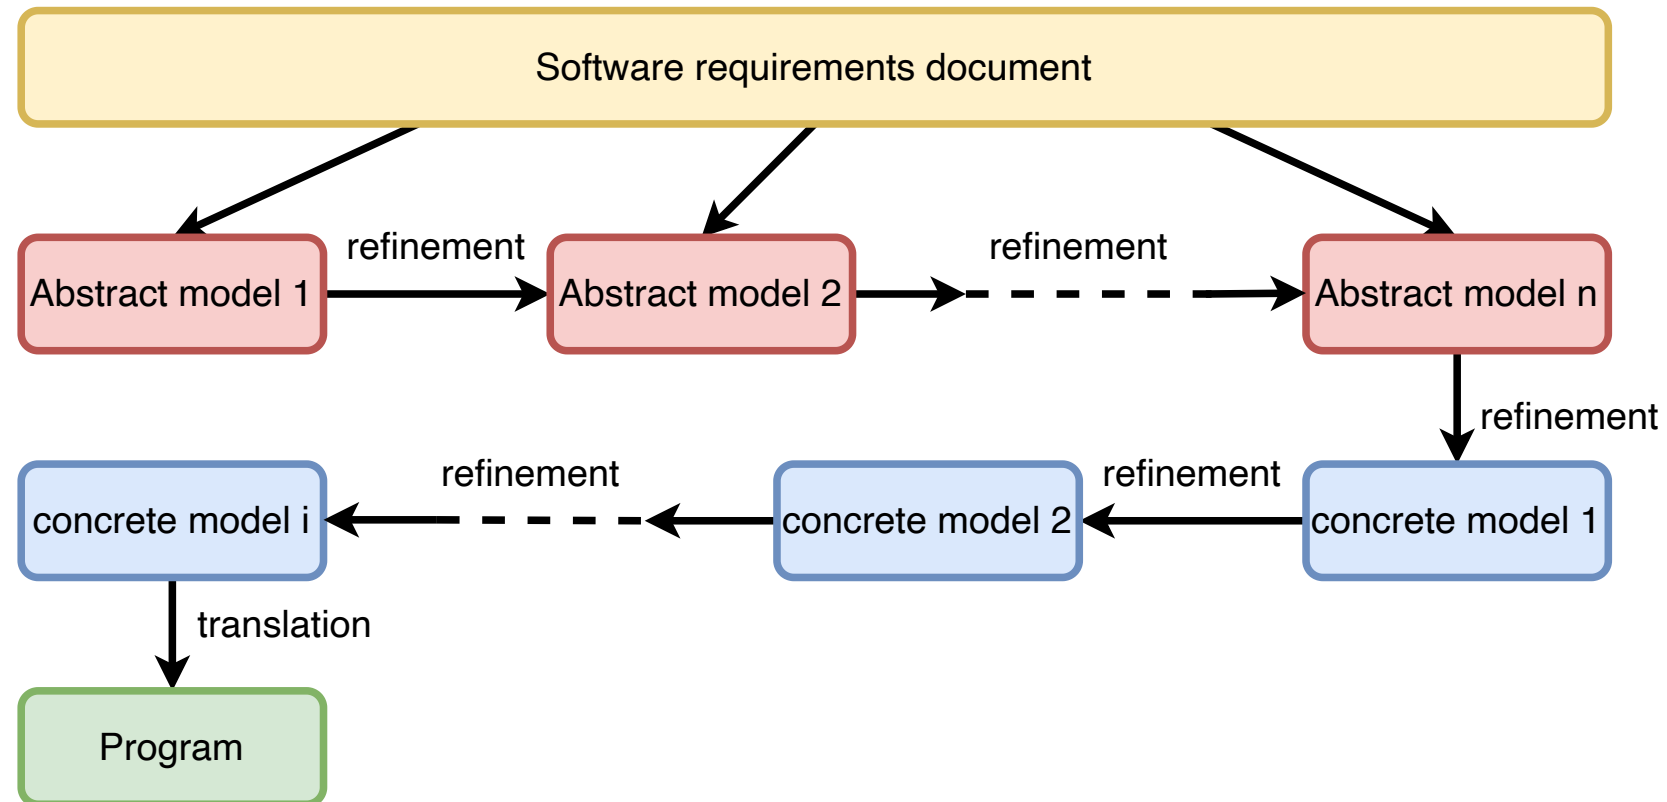 Software requirements document
refinement
refinement
Abstract model 1
Abstract model 2
Abstract model n
refinement
refinement
refinement
concrete model i
concrete model 2
concrete model 1
translation
Program